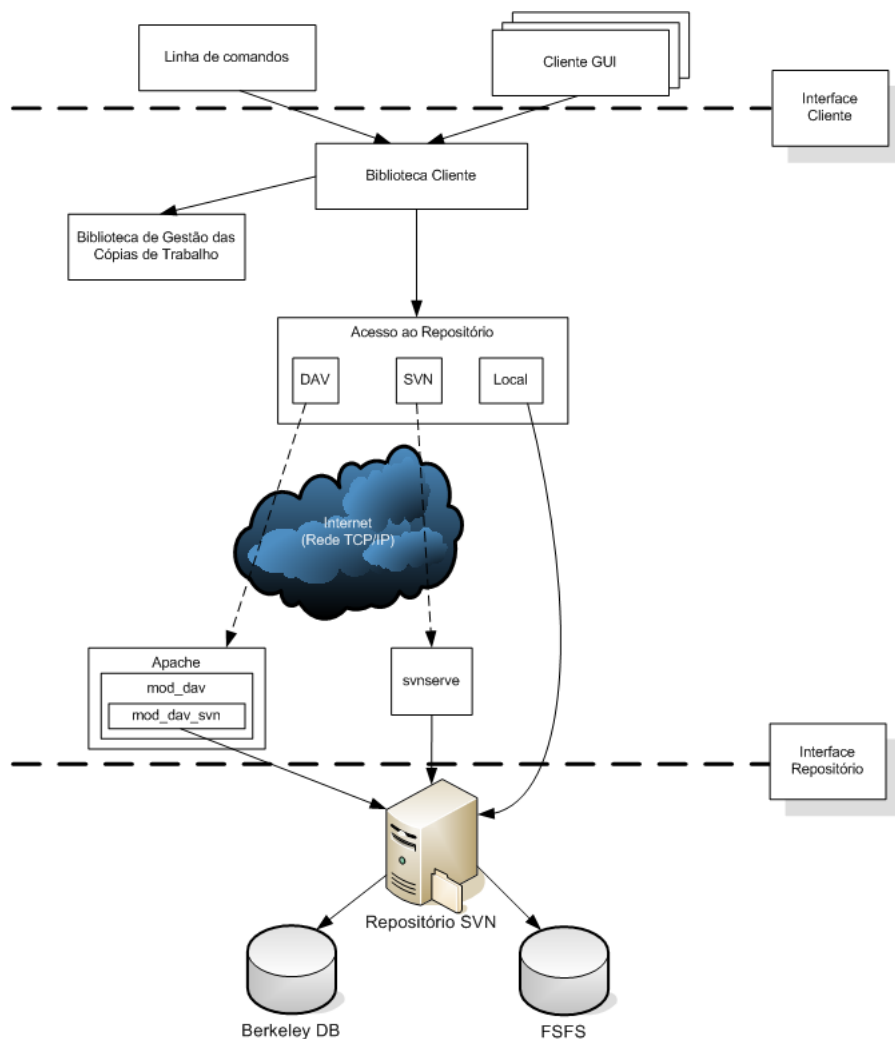 Linha de comandos
Cliente GUI
Interface
Cliente
Biblioteca Cliente
Biblioteca de Gestão das
Cópias de Trabalho
Acesso ao Repositório
DAV
SVN
Local
Internet
(Rede TCP/IP)
Apache
mod_dav
mod_dav_svn
svnserve
Interface
Repositório
Repositório SVN
Berkeley DB
FSFS